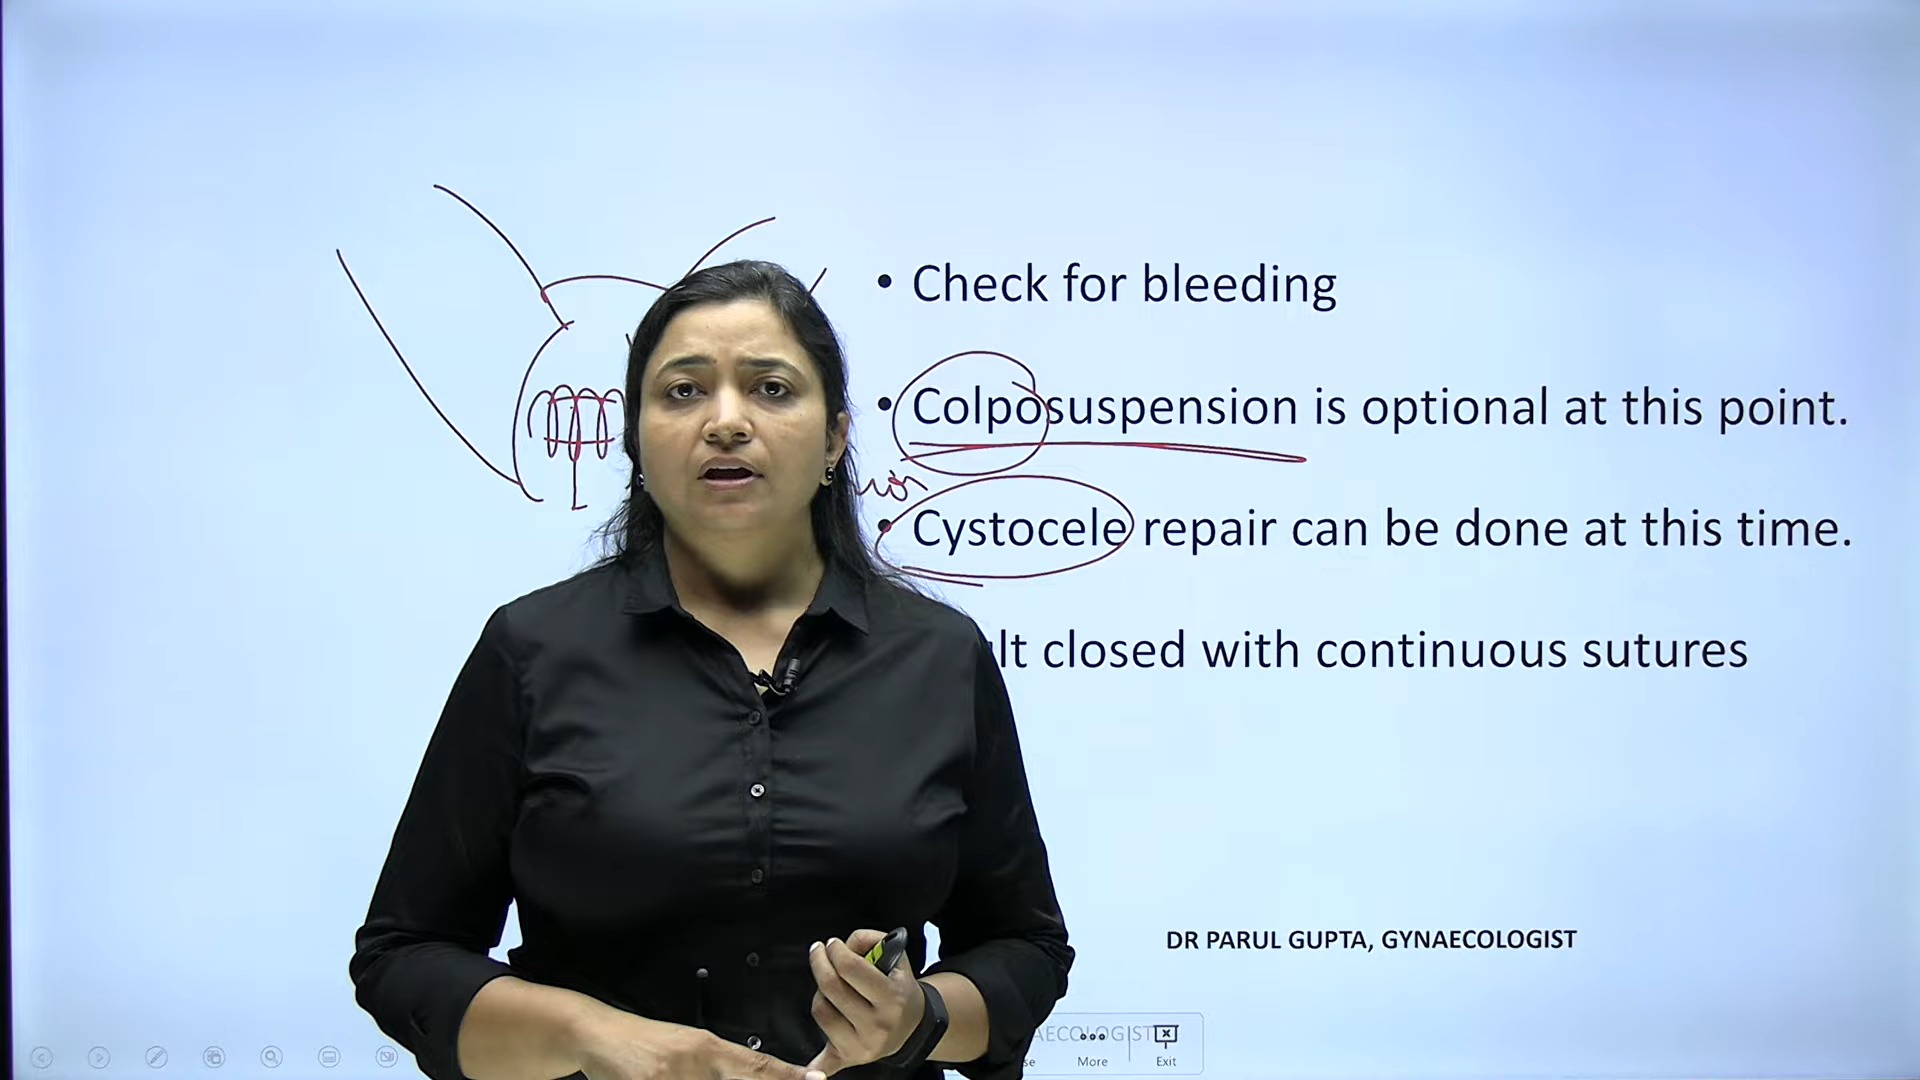 • Check for bleeding
• Colposuspension is optional at this point.
• Cystocele repair can be done at this time.
closed with continuous sutures
DR PARUL GUPTA, GYNAECOLOGIST
More
Exit